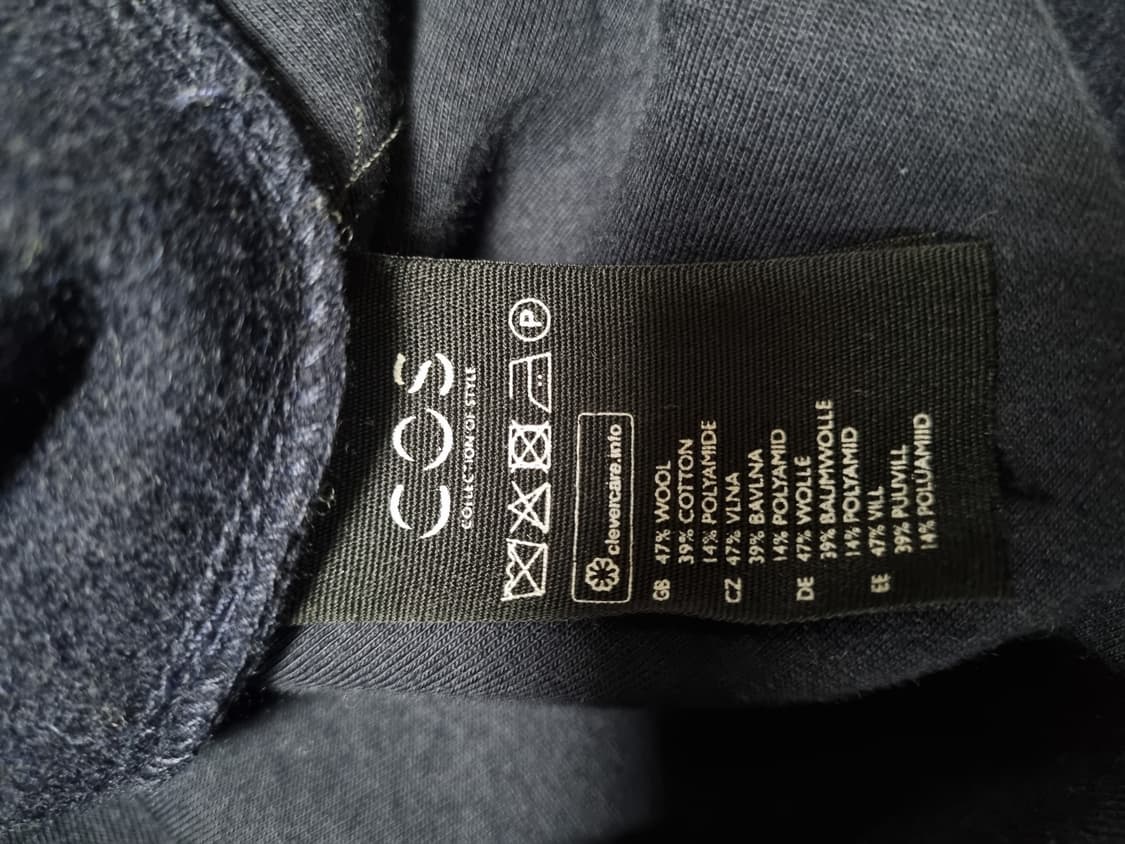 COS
COLLECTION OF STYLE
P
clevercare.info
GB 47% WOOL
39% COTTON
14% POLYAMIDE
CZ 47% VLNA
39% BAVLNA
14% POLYAMID
DE 47% WOLLE
39% BAUMWOLLE
14% POLYAMID
EE 47% VILL
39% PUUVILL
14% POLÜAMIID